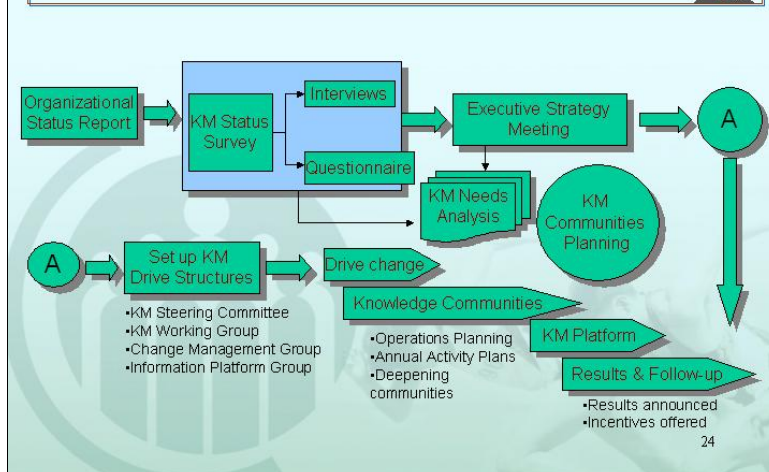 Organizational
Status Report
KM Status
Survey
Interviews
Questionnaire
Executive Strategy
Meeting
A
KM Needs
Analysis
KM
Communities
Planning
A
Set up KM
Drive Structures
▪KM Steering Committee
▪KM Working Group
▪Change Management Group
▪Information Platform Group
Drive change
Knowledge Communities
▪Operations Planning
▪Annual Activity Plans
▪Deepening
communities
KM Platform
Results & Follow-up
▪Results announced
▪Incentives offered
24